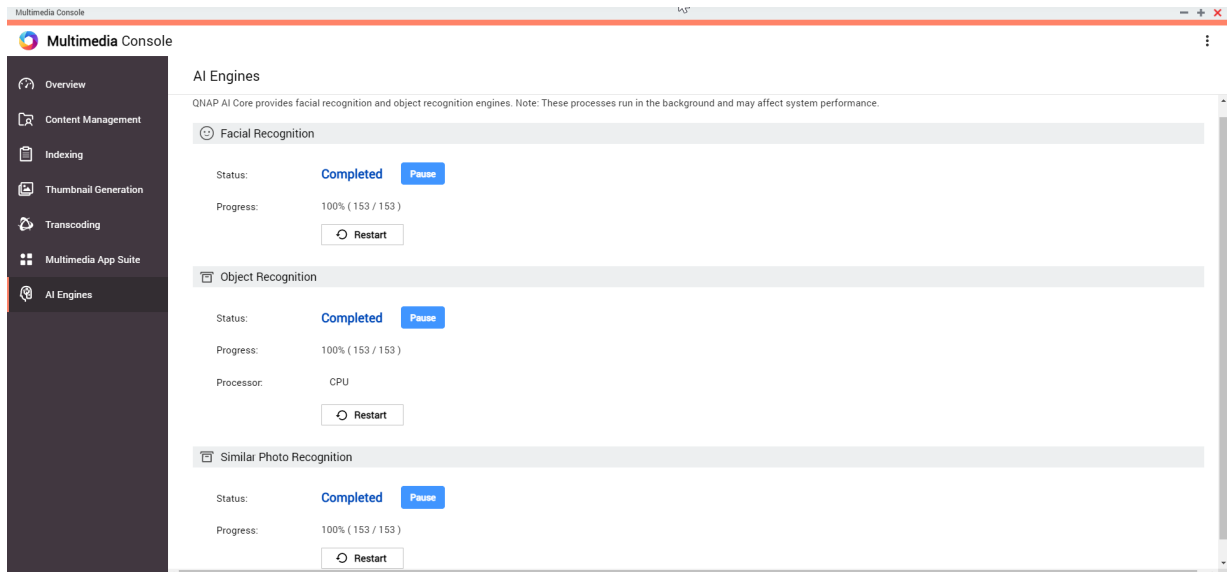 Multimedia Console
Multimedia Console
Overview
Content Management
Indexing
Thumbnail Generation
Transcoding
Multimedia App Suite
AI Engines
AI Engines
QNAP AI Core provides facial recognition and object recognition engines. Note: These processes run in the background and may affect system performance.
Facial Recognition
Status: Completed Pause
Progress: 100% ( 153 / 153 )
Restart
Object Recognition
Status: Completed Pause
Progress: 100% ( 153 / 153 )
Processor: CPU
Restart
Similar Photo Recognition
Status: Completed Pause
Progress: 100% ( 153 / 153 )
Restart